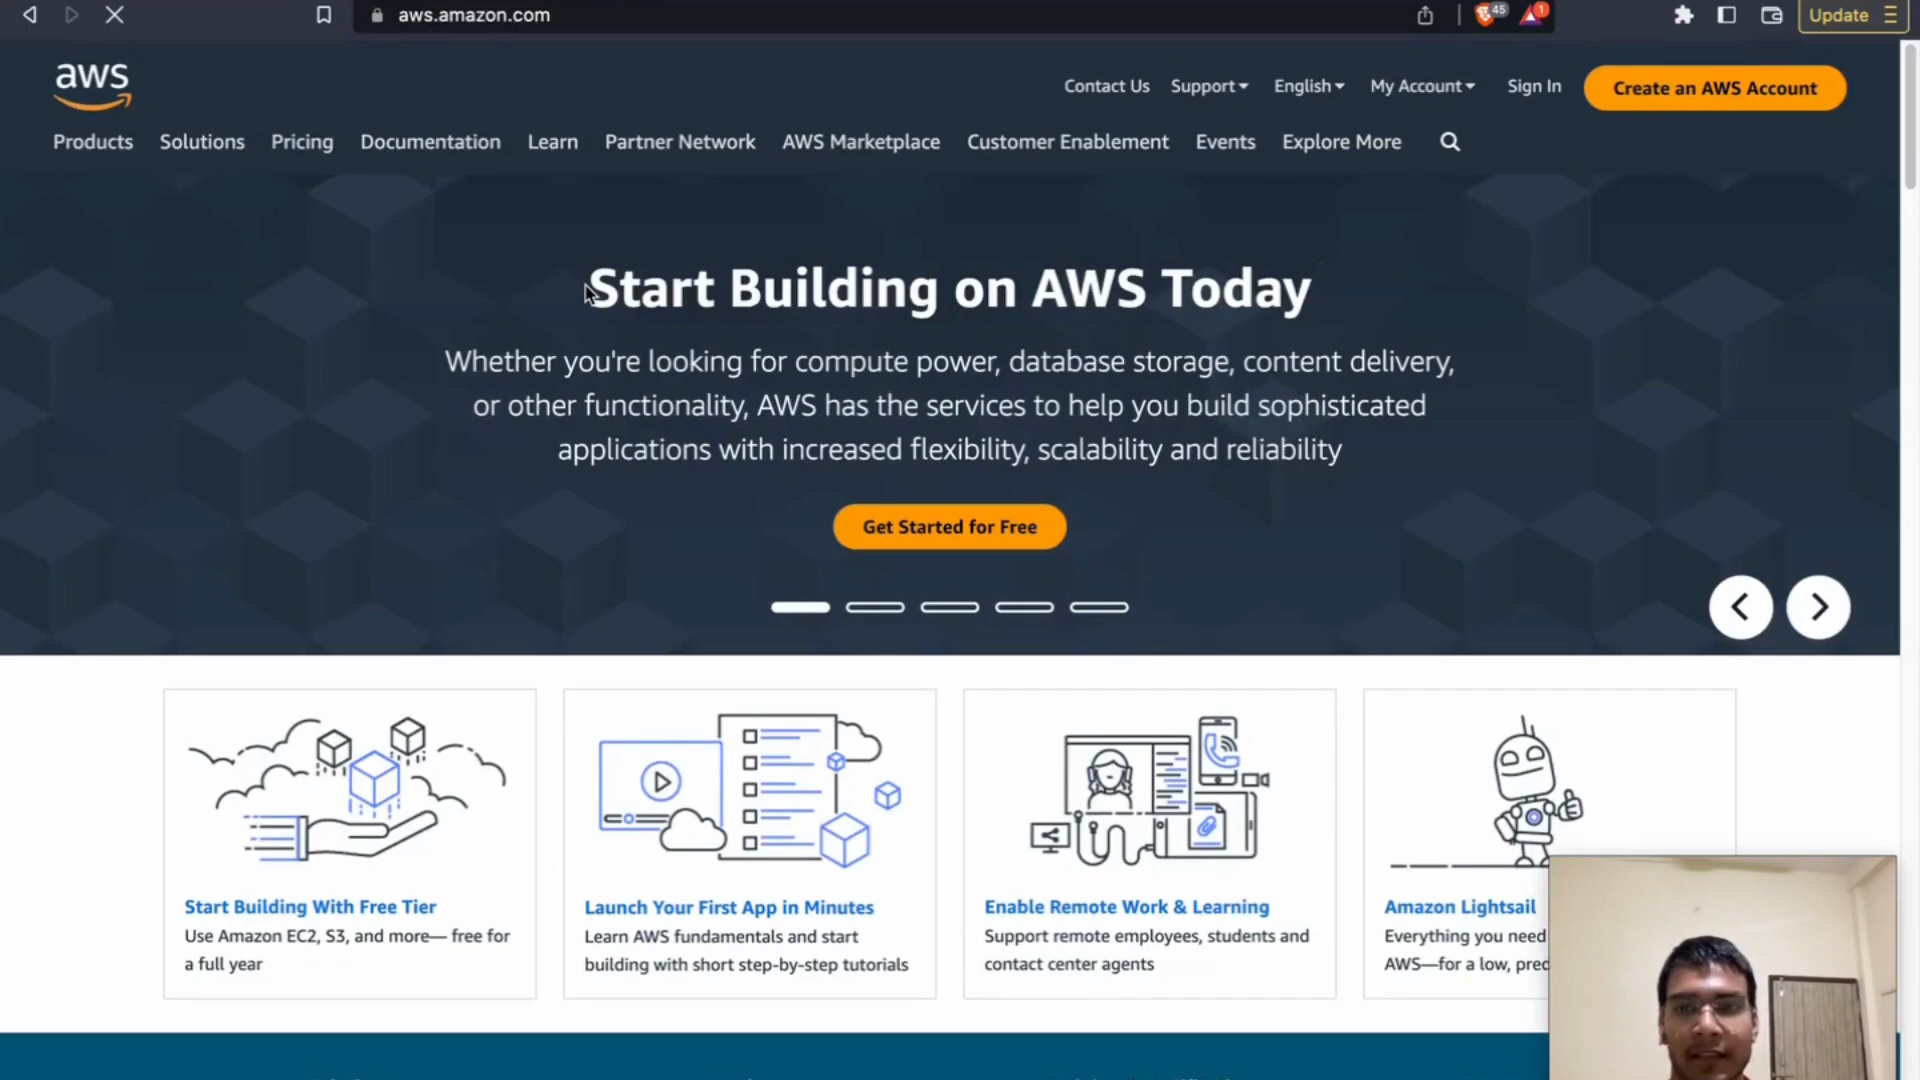 aws.amazon.com
45
1
Update
aws
Contact Us
Support
English
My Account
Sign In
Create an AWS Account
Products
Solutions
Pricing
Documentation
Learn
Partner Network
AWS Marketplace
Customer Enablement
Events
Explore More
Start Building on AWS Today
Whether you're looking for compute power, database storage, content delivery,
or other functionality, AWS has the services to help you build sophisticated
applications with increased flexibility, scalability and reliability
Get Started for Free
Start Building With Free Tier
Use Amazon EC2, S3, and more— free for
a full year
Launch Your First App in Minutes
Learn AWS fundamentals and start
building with short step-by-step tutorials
Enable Remote Work & Learning
Support remote employees, students and
contact center agents
Amazon Lightsail
Everything you need
AWS—for a low, pred